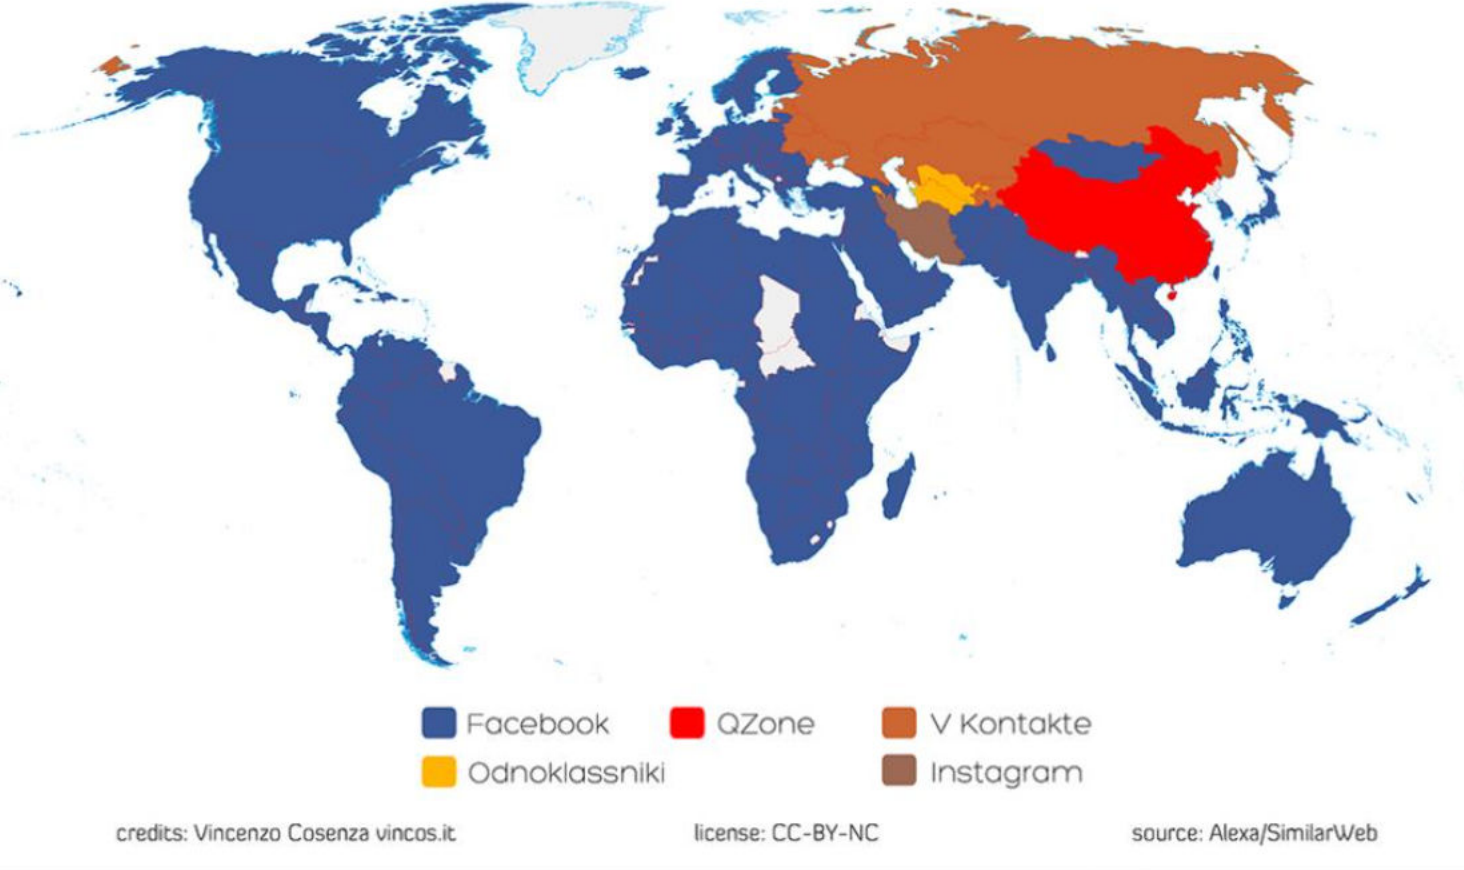 Facebook QZone V Kontakte
Odnoklassniki Instagram
credits: Vincenzo Cosenza vincos.it license: CC-BY-NC source: Alexa/SimilarWeb